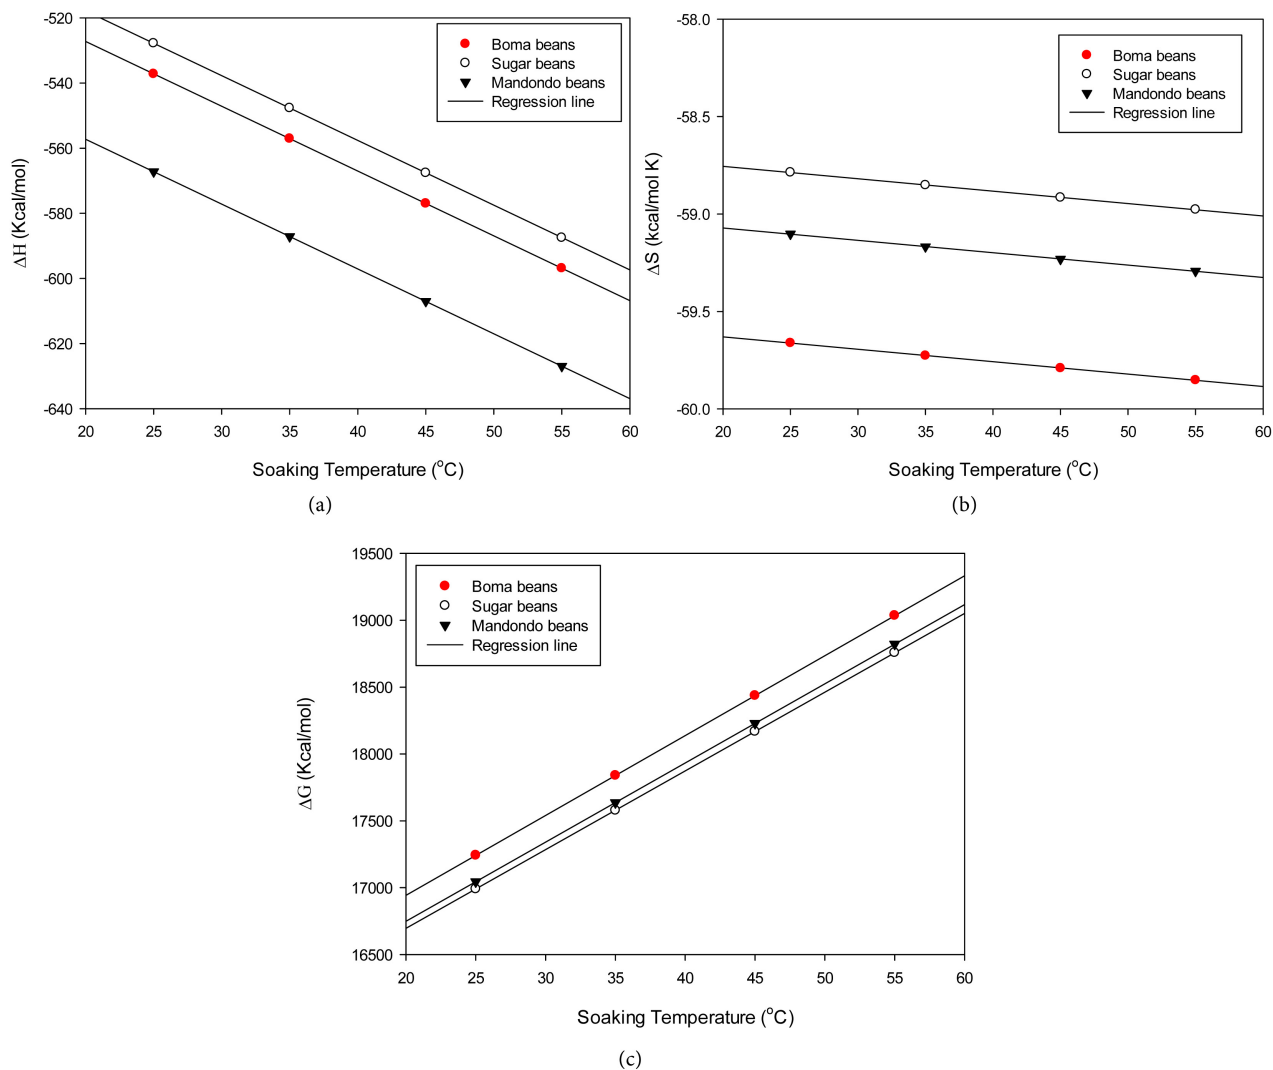 -520
-540
-560
-580
-600
-620
-640
ΔH (Kcal/mol)
Boma beans
Sugar beans
Mandondo beans
Regression line
20 25 30 35 40 45 50 55 60
Soaking Temperature (°C)
(a)
-58.0
-58.5
-59.0
-59.5
-60.0
ΔS (kcal/mol K)
Boma beans
Sugar beans
Mandondo beans
Regression line
20 25 30 35 40 45 50 55 60
Soaking Temperature (°C)
(b)
19500
19000
18500
18000
17500
17000
16500
ΔG (Kcal/mol)
Boma beans
Sugar beans
Mandondo beans
Regression line
20 25 30 35 40 45 50 55 60
Soaking Temperature (°C)
(c)